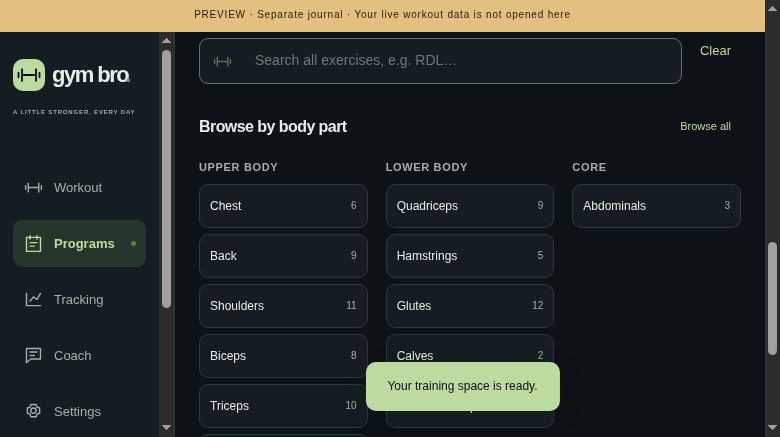 PREVIEW · Separate journal · Your live workout data is not opened here
gym bro.
A LITTLE STRONGER, EVERY DAY
Workout
Programs
Tracking
Coach
Settings
Search all exercises, e.g. RDL…
Clear
Browse by body part
Browse all
UPPER BODY
Chest 6
Back 9
Shoulders 11
Biceps 8
Triceps 10
LOWER BODY
Quadriceps 9
Hamstrings 5
Glutes 12
Calves 2
CORE
Abdominals 3
Your training space is ready.